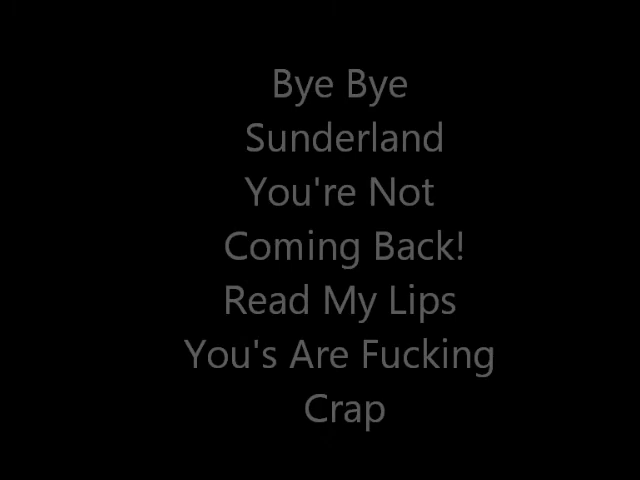 Bye Bye
Sunderland
You're Not
Coming Back!
Read My Lips
You's Are Fucking
Crap